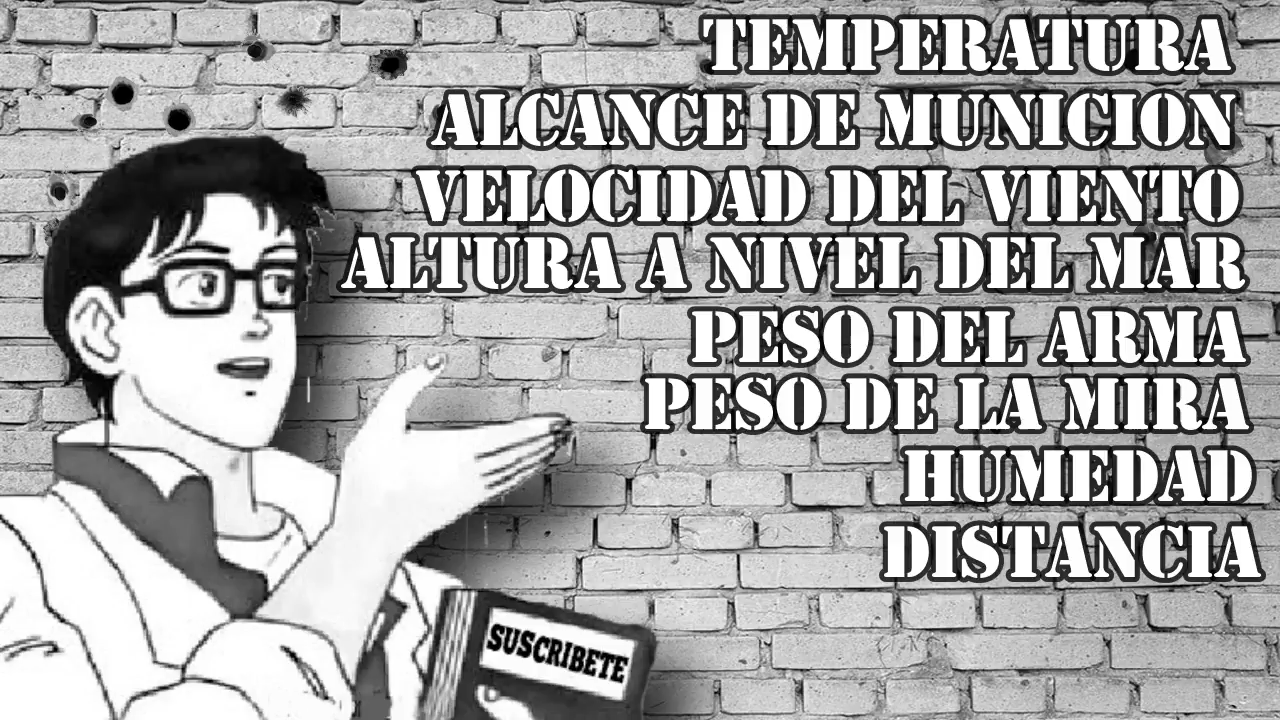 TEMPERATURA
ALCANCE DE MUNICION
VELOCIDAD DEL VIENTO
ALTURA A NIVEL DEL MAR
PESO DEL ARMA
PESO DE LA MIRA
HUMEDAD
DISTANCIA
SUSCRIBETE